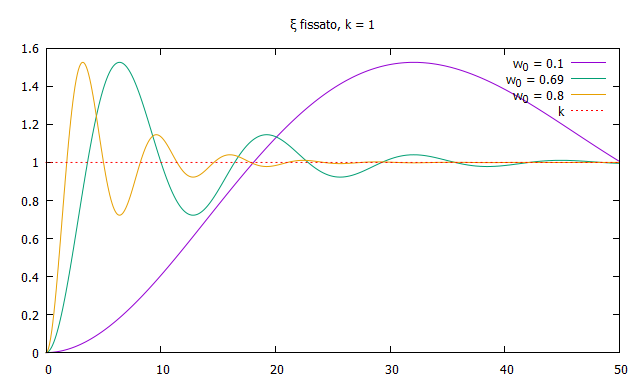 ξ fissato, k = 1
1.6
1.4
1.2
1
0.8
0.6
0.4
0.2
0
w₀ = 0.1
w₀ = 0.69
w₀ = 0.8
k
0 10 20 30 40 50